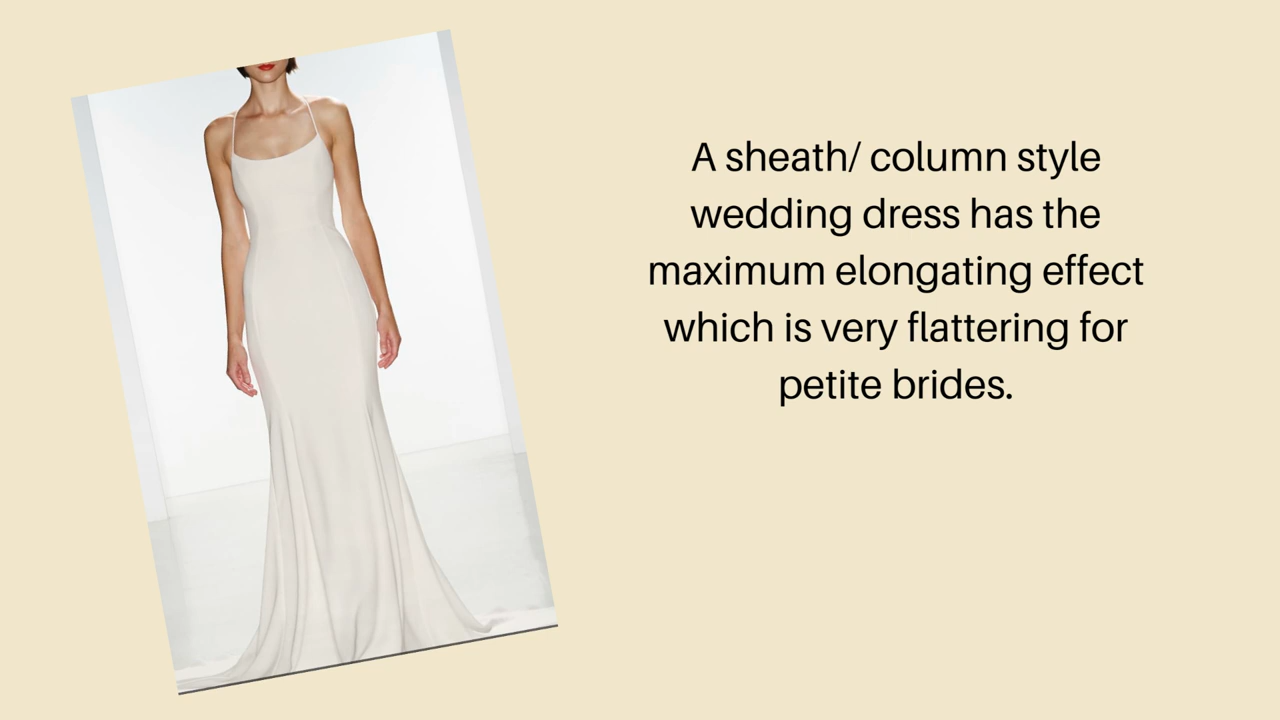 A sheath/ column style
wedding dress has the
maximum elongating effect
which is very flattering for
petite brides.